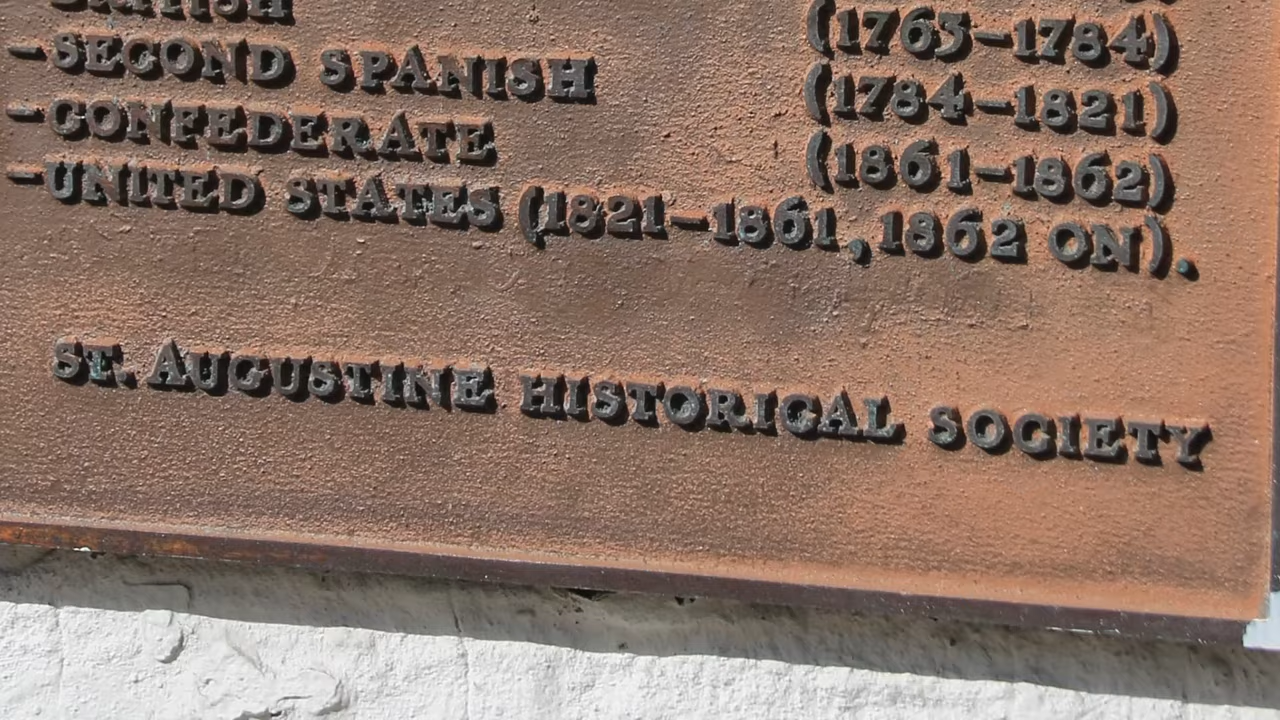 BRITISH (1763–1784)
–SECOND SPANISH (1784–1821)
–CONFEDERATE (1861–1862)
–UNITED STATES (1821–1861, 1862 ON).
ST. AUGUSTINE HISTORICAL SOCIETY